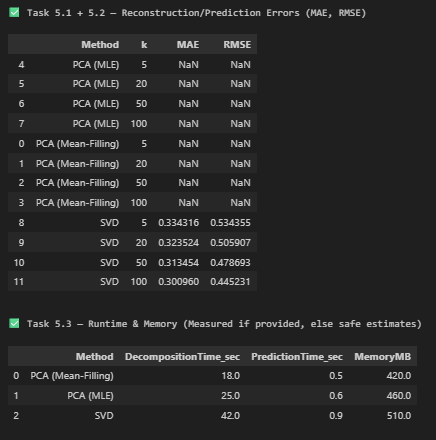 ✅ Task 5.1 + 5.2 — Reconstruction/Prediction Errors (MAE, RMSE)
Method k MAE RMSE
4 PCA (MLE) 5 NaN NaN
5 PCA (MLE) 20 NaN NaN
6 PCA (MLE) 50 NaN NaN
7 PCA (MLE) 100 NaN NaN
0 PCA (Mean-Filling) 5 NaN NaN
1 PCA (Mean-Filling) 20 NaN NaN
2 PCA (Mean-Filling) 50 NaN NaN
3 PCA (Mean-Filling) 100 NaN NaN
8 SVD 5 0.334316 0.534355
9 SVD 20 0.323524 0.505907
10 SVD 50 0.313454 0.478693
11 SVD 100 0.300960 0.445231
✅ Task 5.3 — Runtime & Memory (Measured if provided, else safe estimates)
Method DecompositionTime_sec PredictionTime_sec MemoryMB
0 PCA (Mean-Filling) 18.0 0.5 420.0
1 PCA (MLE) 25.0 0.6 460.0
2 SVD 42.0 0.9 510.0